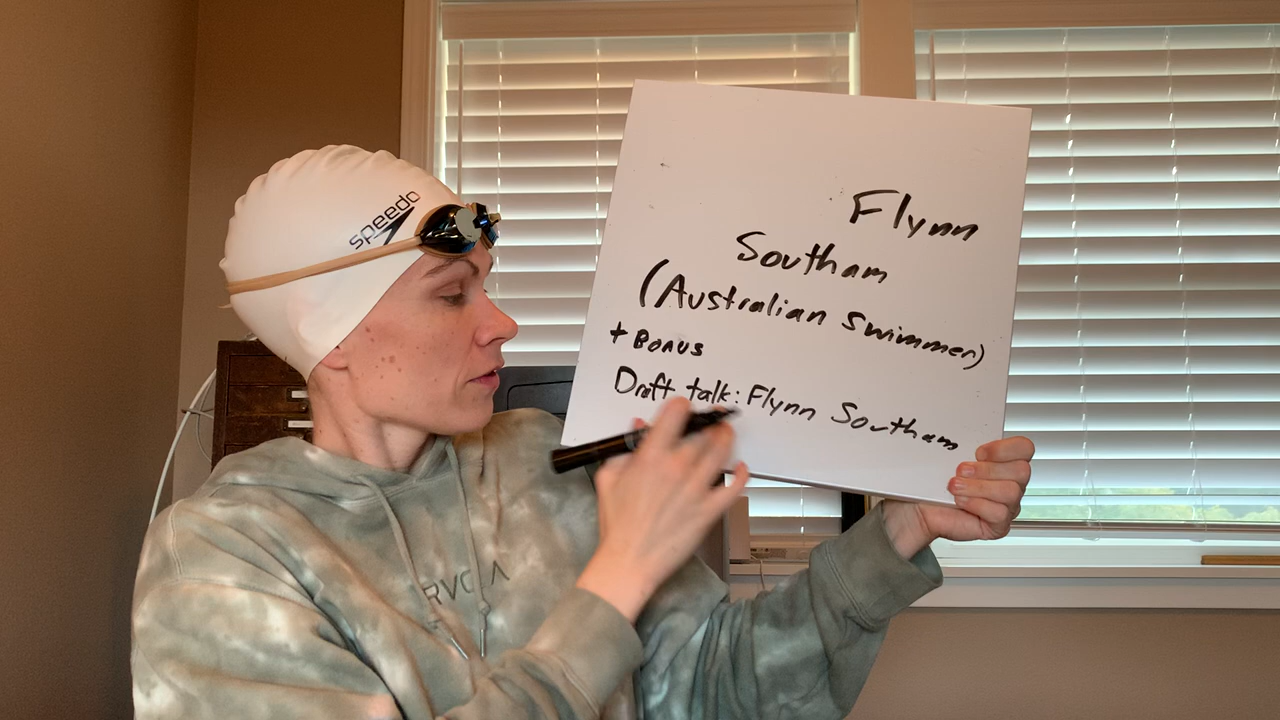 speedo
Flynn
Southam
(Australian Swimmer)
+ Bonus
Draft talk: Flynn Southam
RVCA